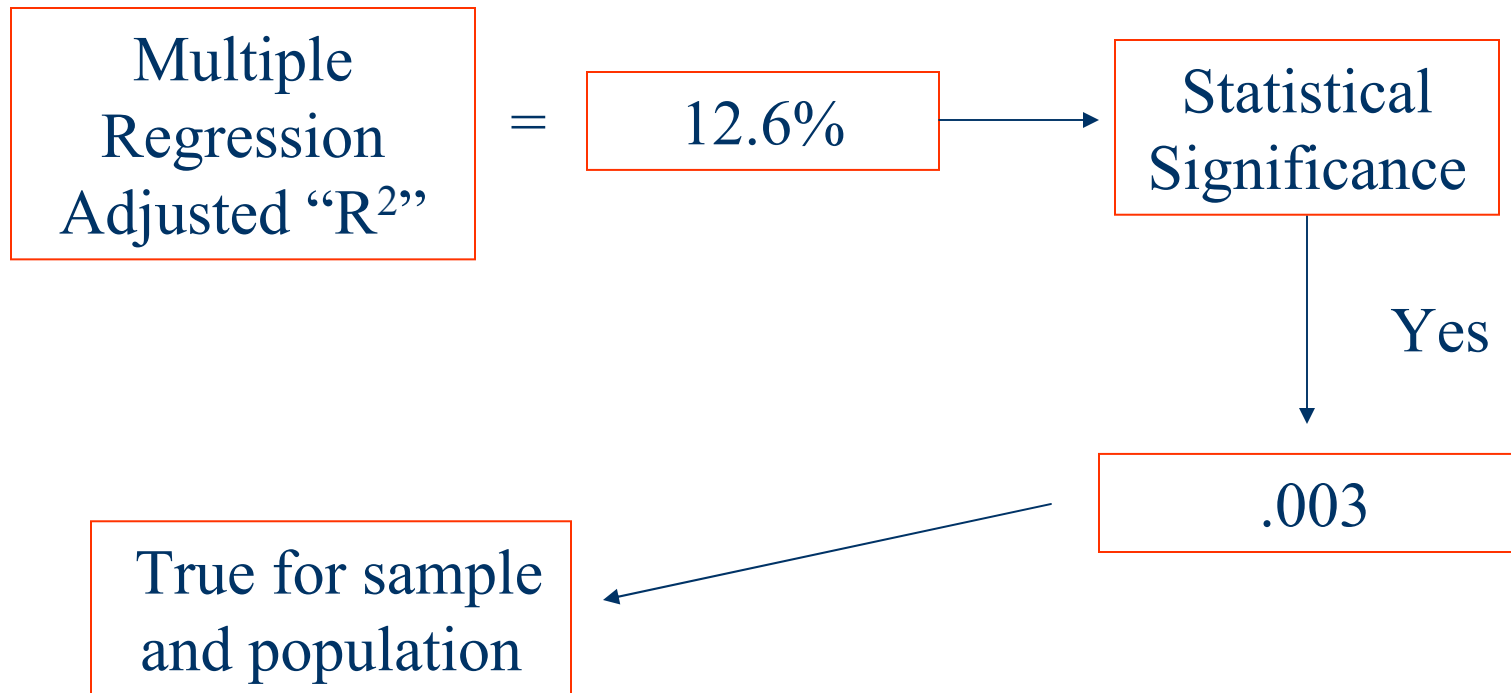 Multiple
Regression
Adjusted “R²”
=
12.6%
Statistical
Significance
Yes
.003
True for sample
and population